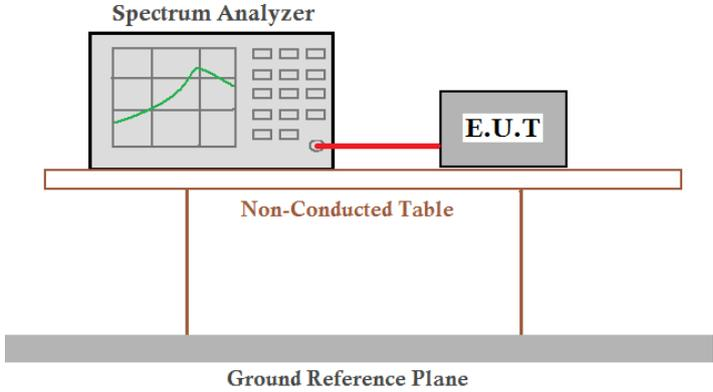 Spectrum Analyzer
E.U.T
Non-Conducted Table
Ground Reference Plane